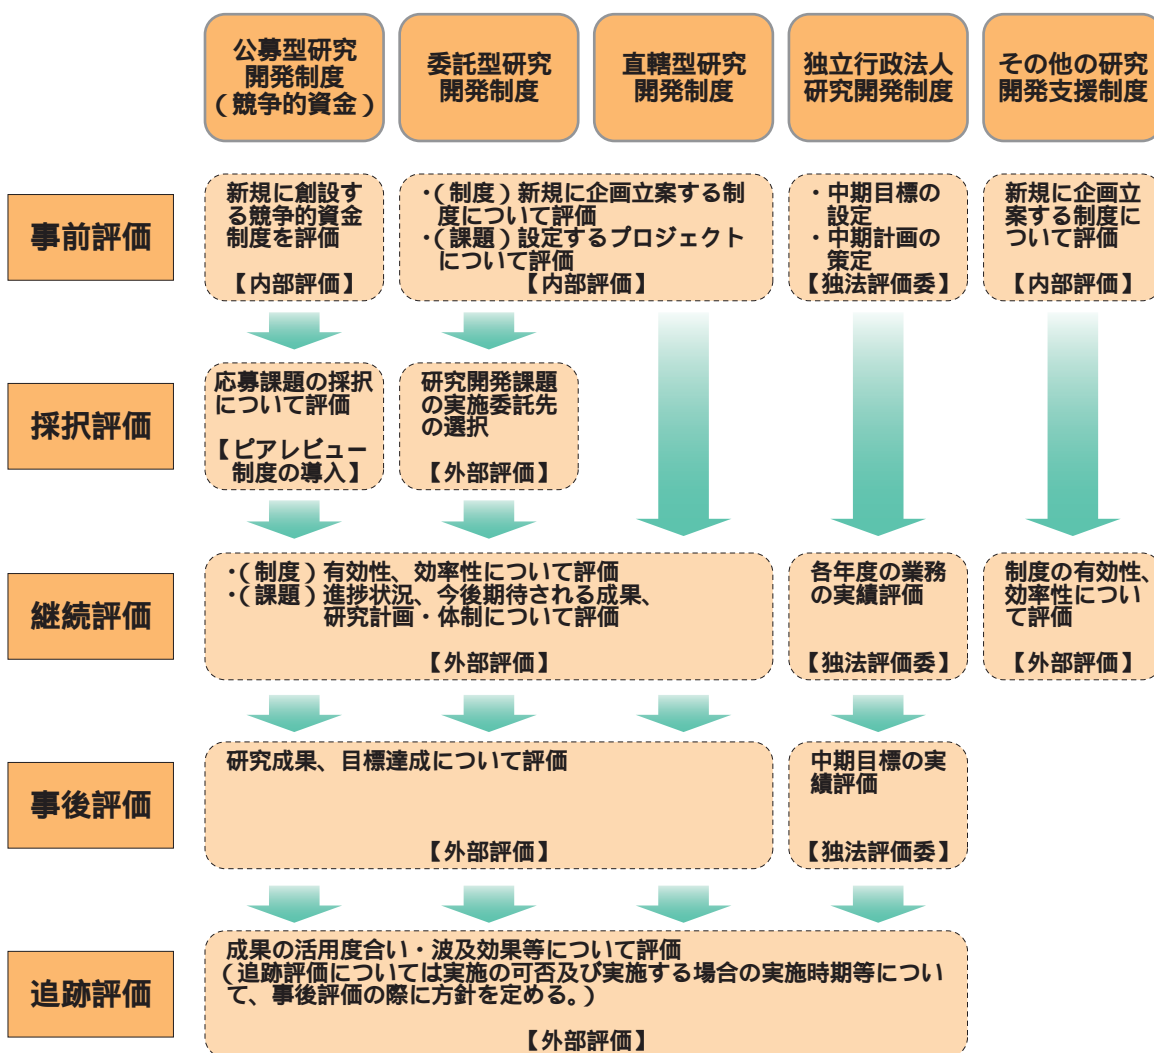 公募型研究
開発制度
(競争的資金)
委託型研究
開発制度
直轄型研究
開発制度
独立行政法人
研究開発制度
その他の研究
開発支援制度
事前評価
新規に創設す
る競争的資金
制度を評価
【内部評価】
・(制度)新規に企画立案する制
度について評価
・(課題)設定するプロジェクト
について評価
【内部評価】
・中期目標の
設定
・中期計画の
策定
【独法評価委】
新規に企画立
案する制度に
ついて評価
【内部評価】
採択評価
応募課題の採択
について評価
【ピアレビュー
制度の導入】
研究開発課題
の実施委託先
の選択
【外部評価】
継続評価
・(制度)有効性、効率性について評価
・(課題)進捗状況、今後期待される成果、
研究計画・体制について評価
【外部評価】
各年度の業務
の実績評価
【独法評価委】
制度の有効性、
効率性につい
て評価
【外部評価】
事後評価
研究成果、目標達成について評価
【外部評価】
中期目標の実
績評価
【独法評価委】
追跡評価
成果の活用度合い・波及効果等について評価
(追跡評価については実施の可否及び実施する場合の実施時期等につい
て、事後評価の際に方針を定める。)
【外部評価】